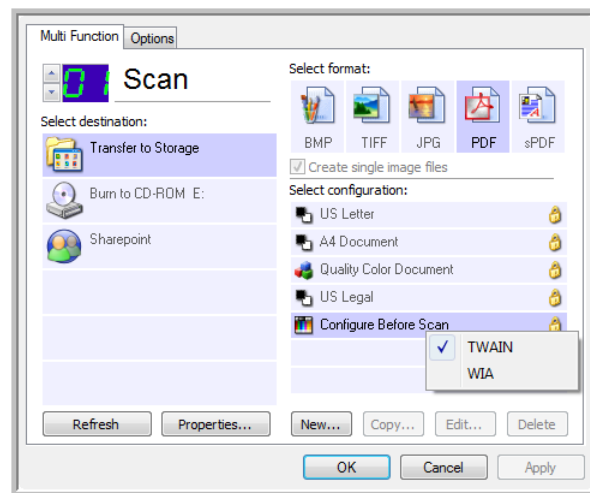 Multi Function
Options
01 Scan
Select destination:
Transfer to Storage
Burn to CD-ROM E:
Sharepoint
Refresh
Properties...
Select format:
BMP
TIFF
JPG
PDF
sPDF
Create single image files
Select configuration:
US Letter
A4 Document
Quality Color Document
US Legal
Configure Before Scan
TWAIN
WIA
New...
Copy...
Edit...
Delete
OK
Cancel
Apply